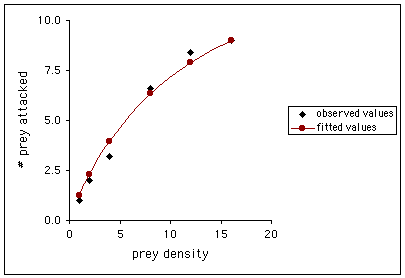 10.0
7.5
5.0
2.5
0.0
# prey attacked
0 5 10 15 20
prey density
observed values
fitted values